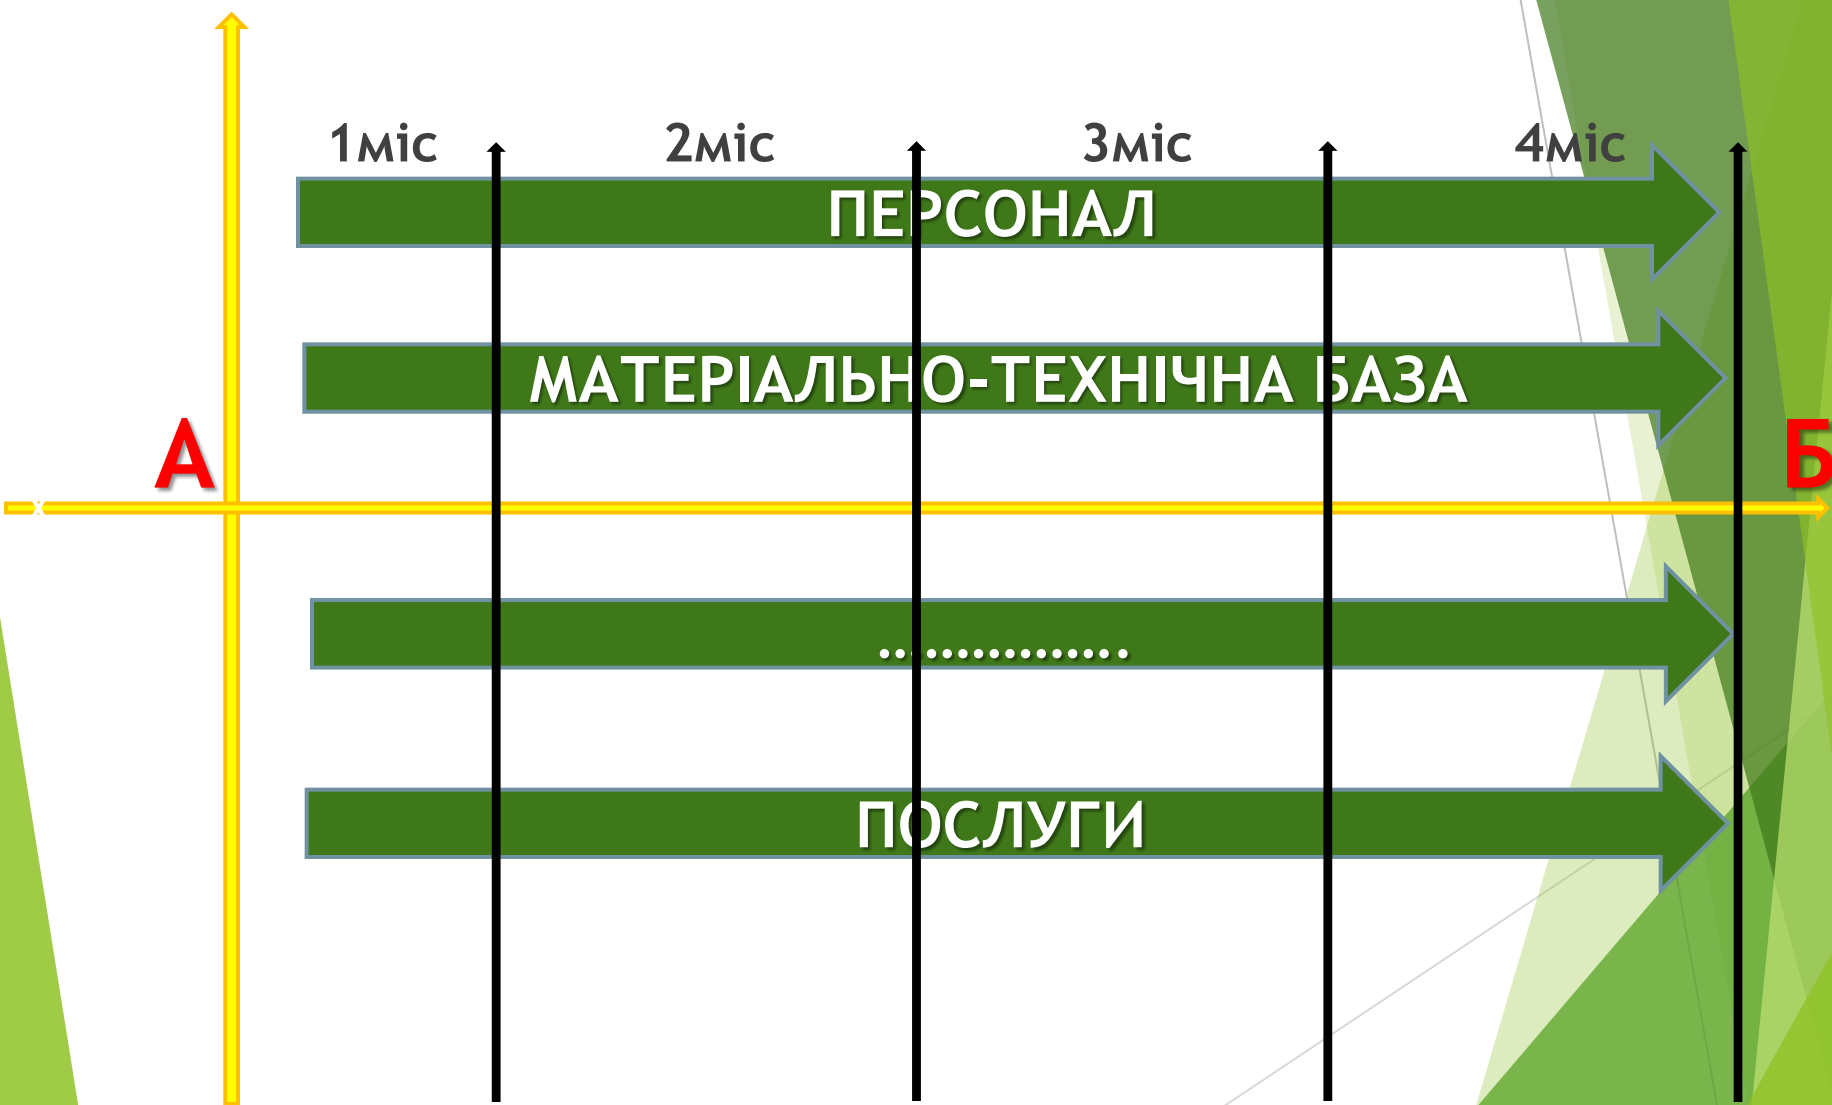 1міс 2міс 3міс 4міс
ПЕРСОНАЛ
МАТЕРІАЛЬНО-ТЕХНІЧНА БАЗА
А Б
................
ПОСЛУГИ